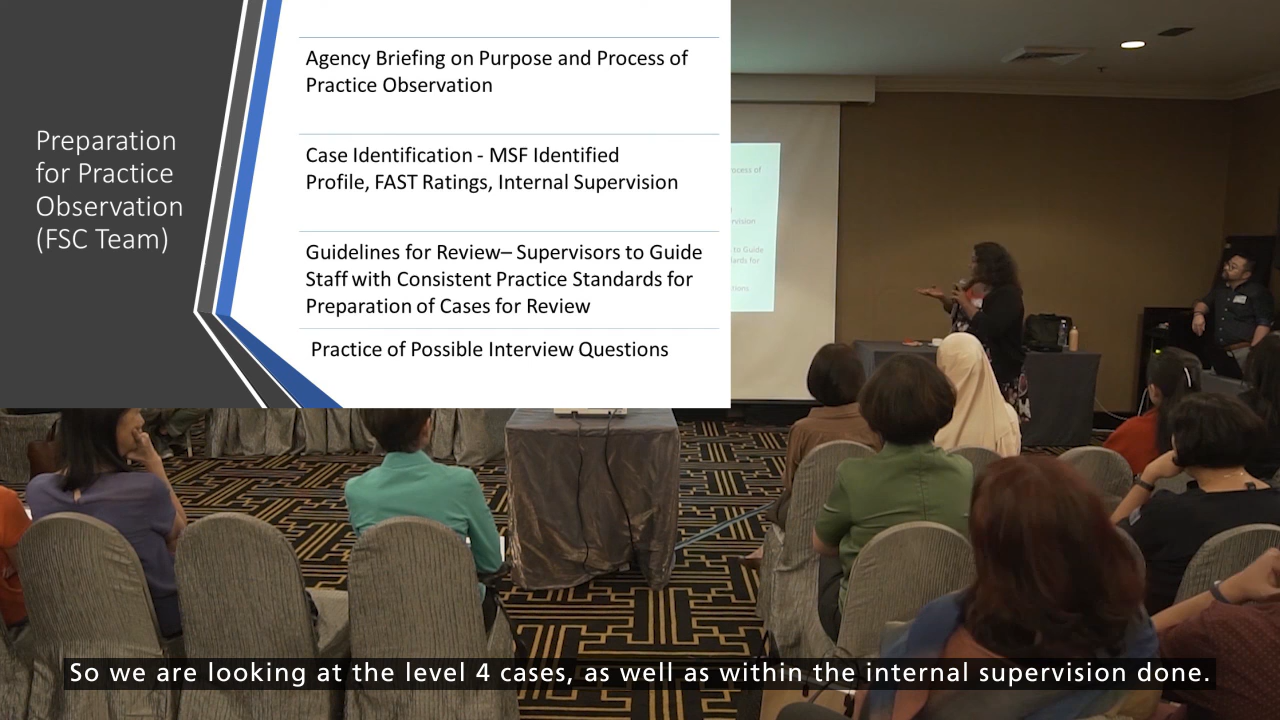 Preparation
for Practice
Observation
(FSC Team)
Agency Briefing on Purpose and Process of
Practice Observation
Case Identification - MSF Identified
Profile, FAST Ratings, Internal Supervision
Guidelines for Review– Supervisors to Guide
Staff with Consistent Practice Standards for
Preparation of Cases for Review
Practice of Possible Interview Questions
So we are looking at the level 4 cases, as well as within the internal supervision done.